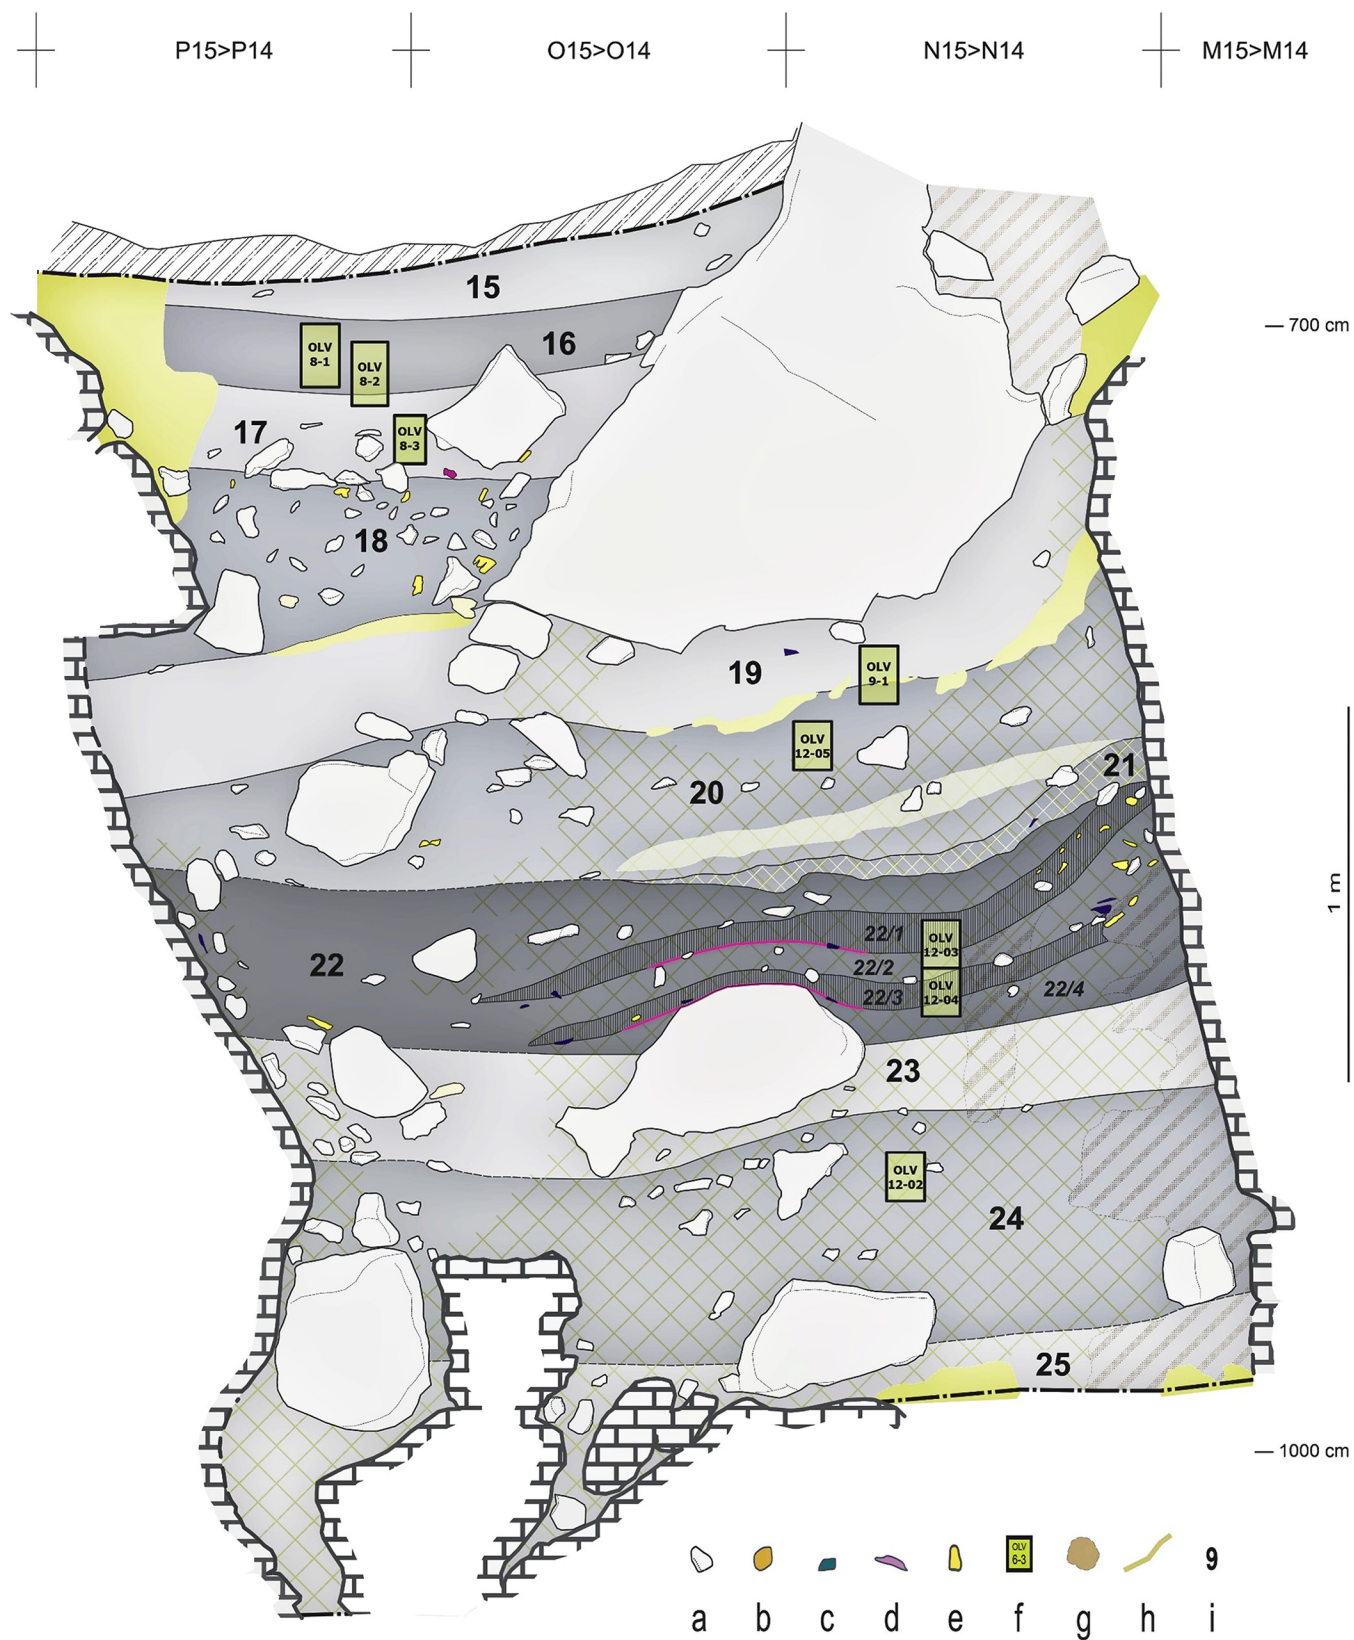 P15>P14 O15>O14 N15>N14 M15>M14
15
700 cm
16
OLV
8-1
OLV
8-2
17
OLV
8-3
18
19
OLV
9-1
OLV
12-05
21
20
1 m
22/1
OLV
12-03
22
22/2
22/3
OLV
12-04
22/4
23
OLV
12-02
24
25
1000 cm
OLV
6-3
9
a b c d e f g h i